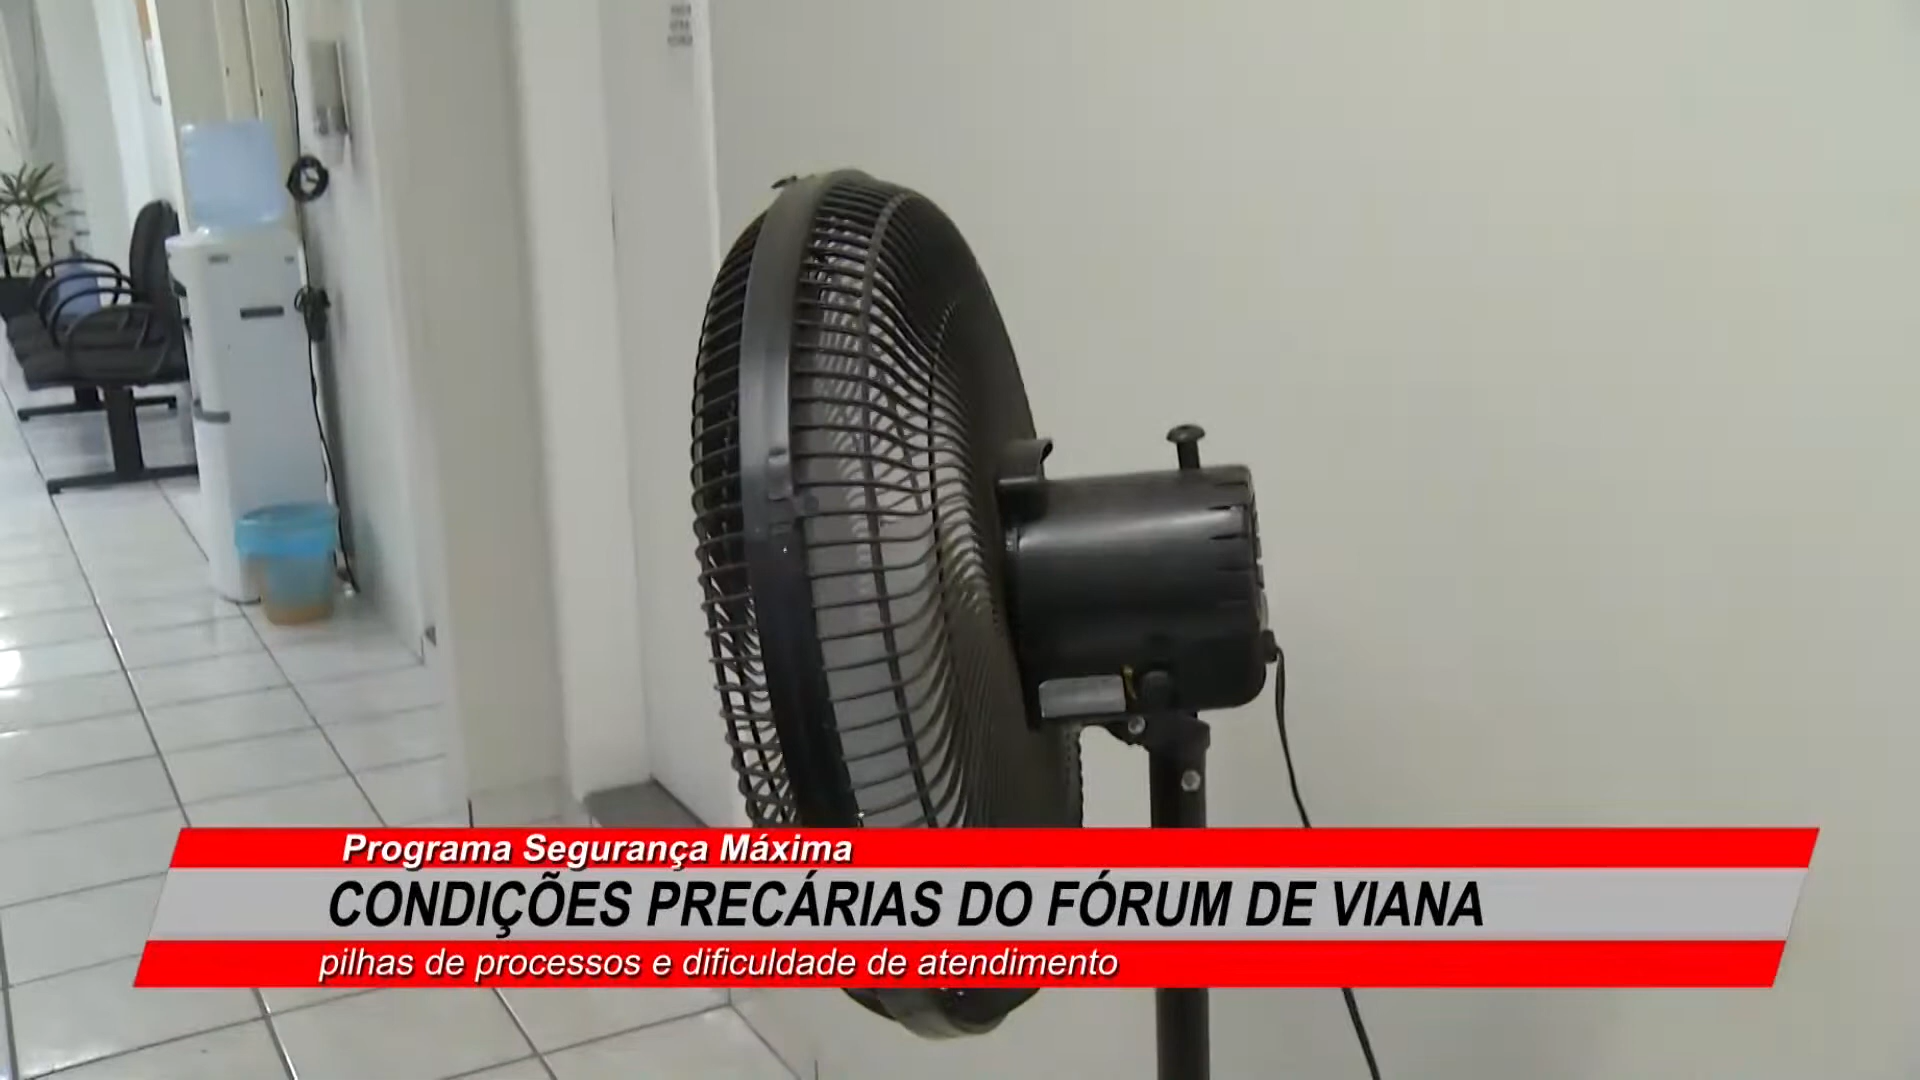 Programa Segurança Máxima
CONDIÇÕES PRECÁRIAS DO FÓRUM DE VIANA
pilhas de processos e dificuldade de atendimento